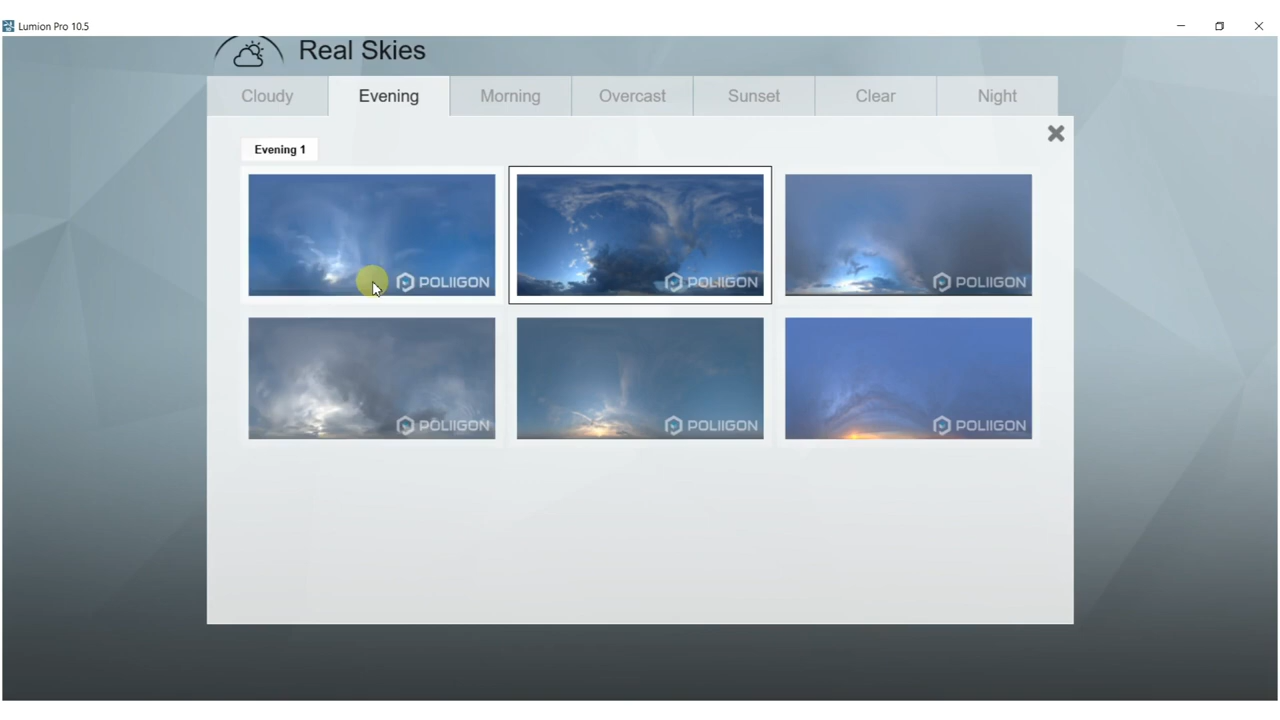 Lumion Pro 10.5
Real Skies
Cloudy Evening Morning Overcast Sunset Clear Night
Evening 1
POLIIGON POLIIGON POLIIGON
POLIIGON POLIIGON POLIIGON